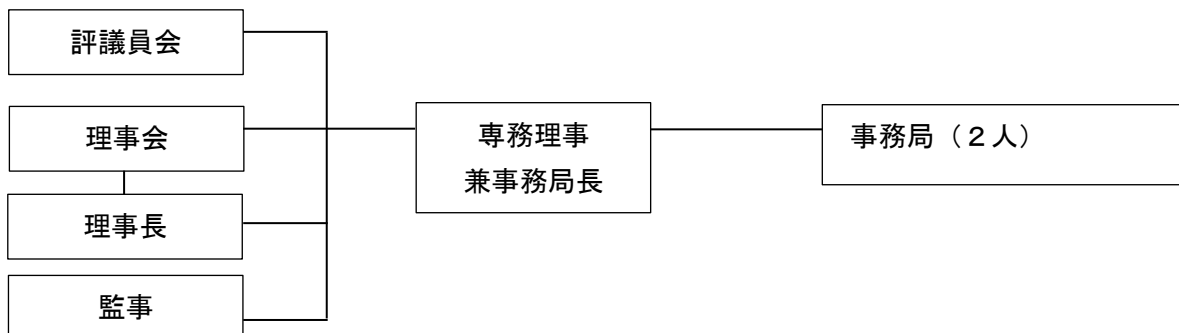 評議員会
理事会
理事長
監事
専務理事
兼事務局長
事務局（２人）